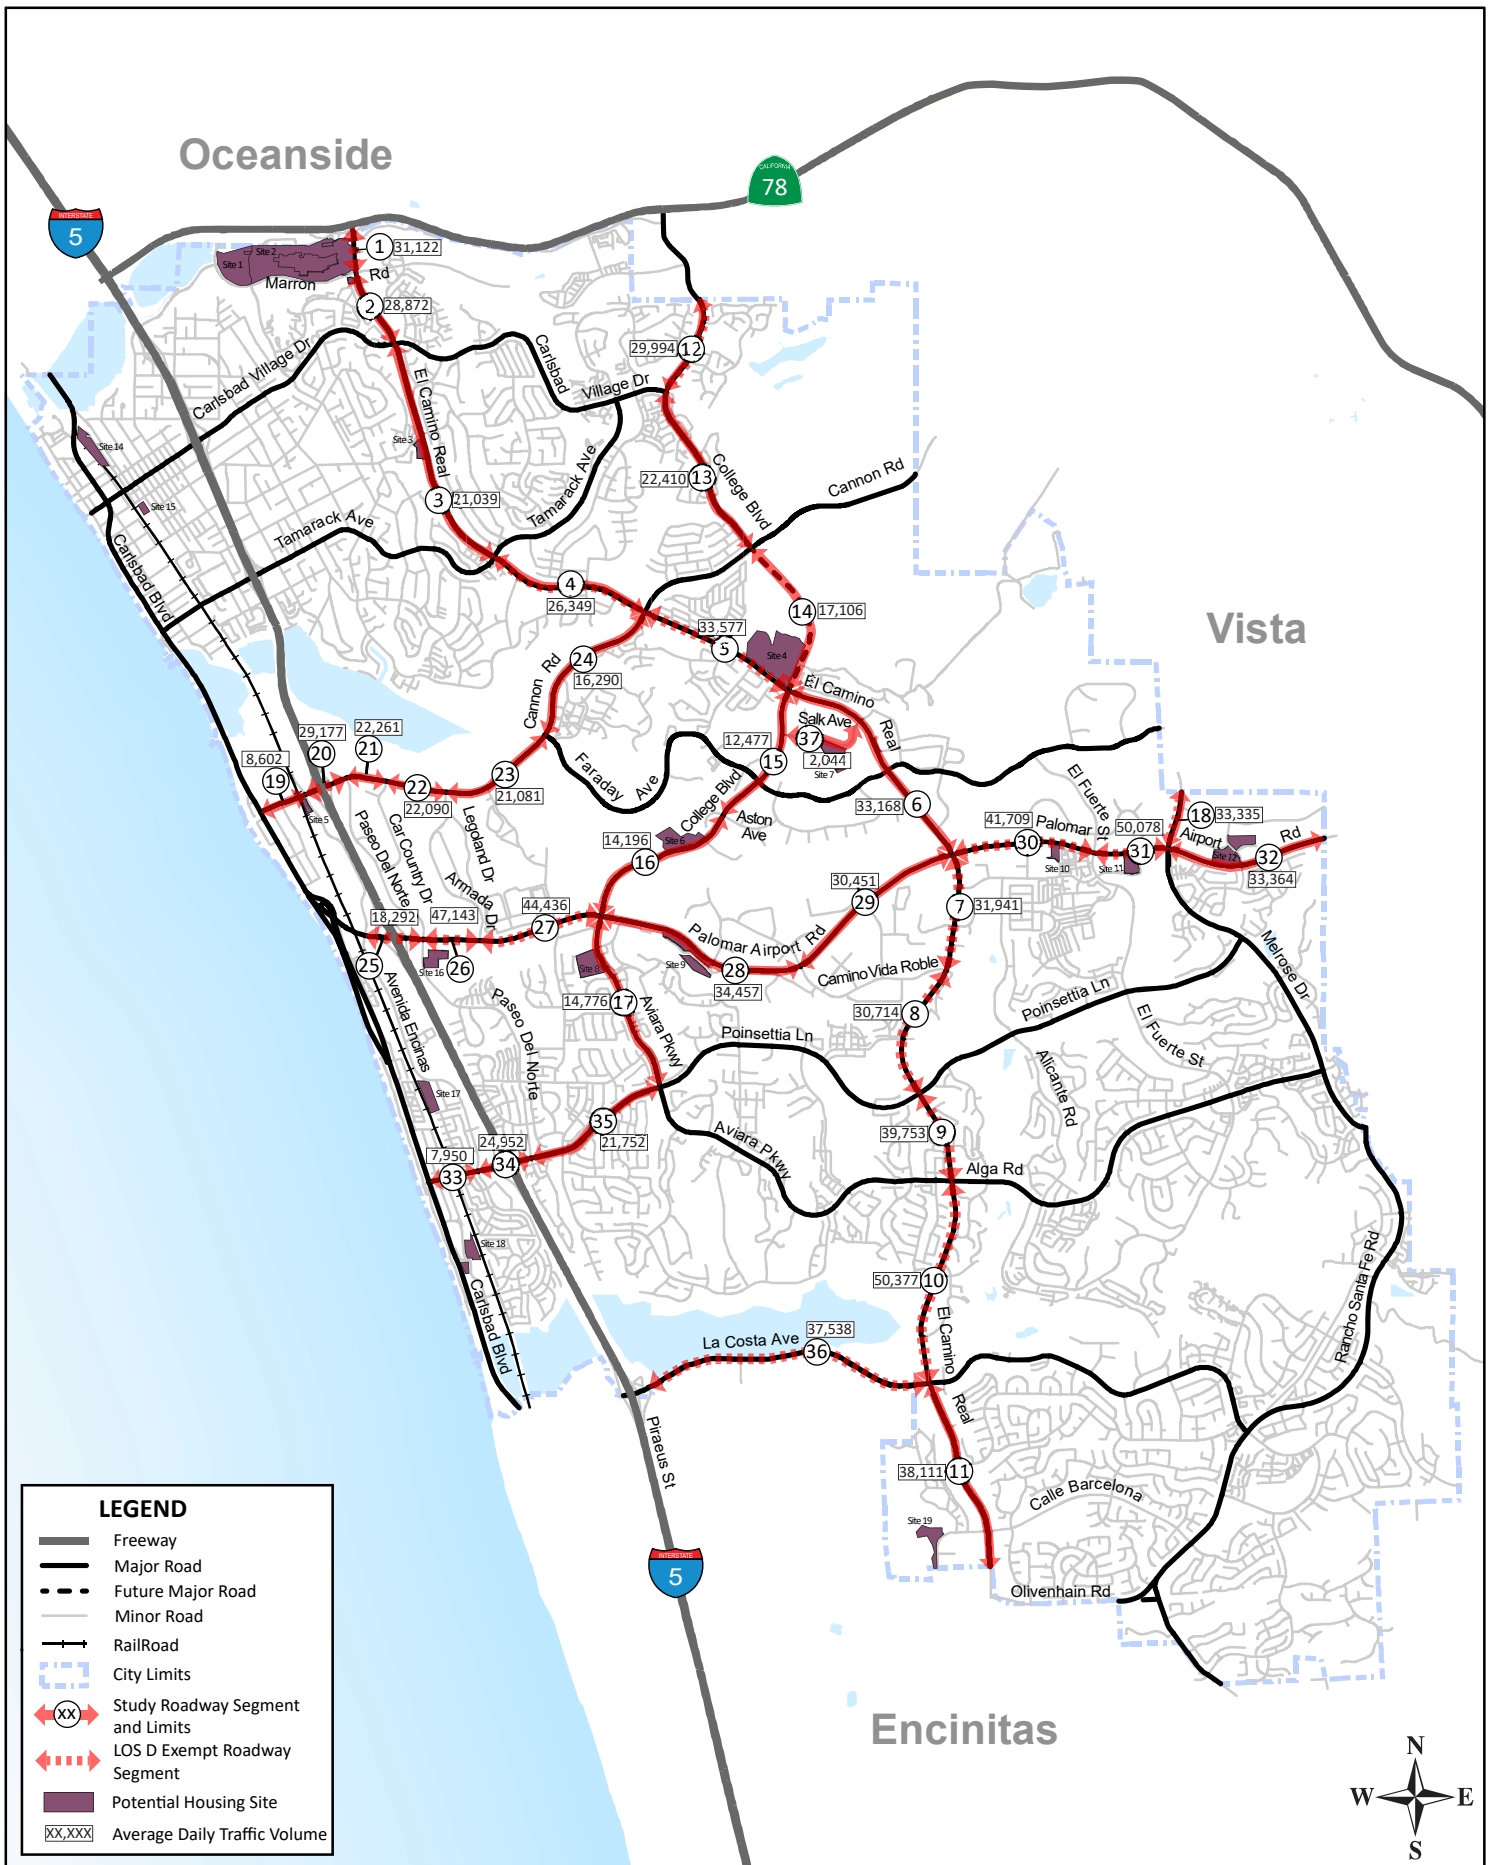 Oceanside
CALIFORNIA
78
INTERSTATE
5
Site 1
Site 2
Marron
Rd
1
31,122
2
28,872
Carlsbad Village Dr
Carlsbad
Village Dr
29,994
12
El Camino Real
Site 3
Site 14
Site 15
3
21,039
Tamarack Ave
Tamarack Ave
22,410
13
College Blvd
Cannon Rd
Carlsbad Blvd
4
26,349
33,577
5
14
17,106
Site 4
Vista
24
16,290
Cannon
Rd
El Camino
Real
Salk Ave
37
2,044
Site 7
12,477
15
29,177
20
22,261
21
8,602
19
Site 5
22
22,090
23
21,081
Faraday
Ave
College Blvd
Aston
Ave
33,168
6
El Fuerte St
41,709
30
Palomar
50,078
31
Airport
Rd
18
33,335
Site 10
Site 11
Site 12
32
33,364
Paseo Del Norte
Car Country Dr
Legoland Dr
Armada
Dr
14,196
16
Site 6
30,451
29
7
31,941
18,292
47,143
44,436
27
25
Site 16
26
Site 8
Site 9
28
34,457
Palomar Airport
Rd
Camino Vida Roble
Melrose Dr
Avenida Encinas
Paseo Del Norte
14,776
17
Aviara Pkwy
30,714
8
Poinsettia Ln
Poinsettia Ln
El Fuerte St
Alicante Rd
Site 17
35
21,752
24,952
34
7,950
33
Aviara Pkwy
39,753
9
Alga Rd
Site 18
Carlsbad Blvd
50,377
10
El Camino
Real
Rancho Santa Fe Rd
La Costa Ave
37,538
36
Piraeus St
38,111
11
Calle Barcelona
Site 19
Olivenhain Rd
INTERSTATE
5
Encinitas
LEGEND
Freeway
Major Road
Future Major Road
Minor Road
RailRoad
City Limits
XX
Study Roadway Segment
and Limits
LOS D Exempt Roadway
Segment
Potential Housing Site
XX,XXX
Average Daily Traffic Volume
N
W
E
S